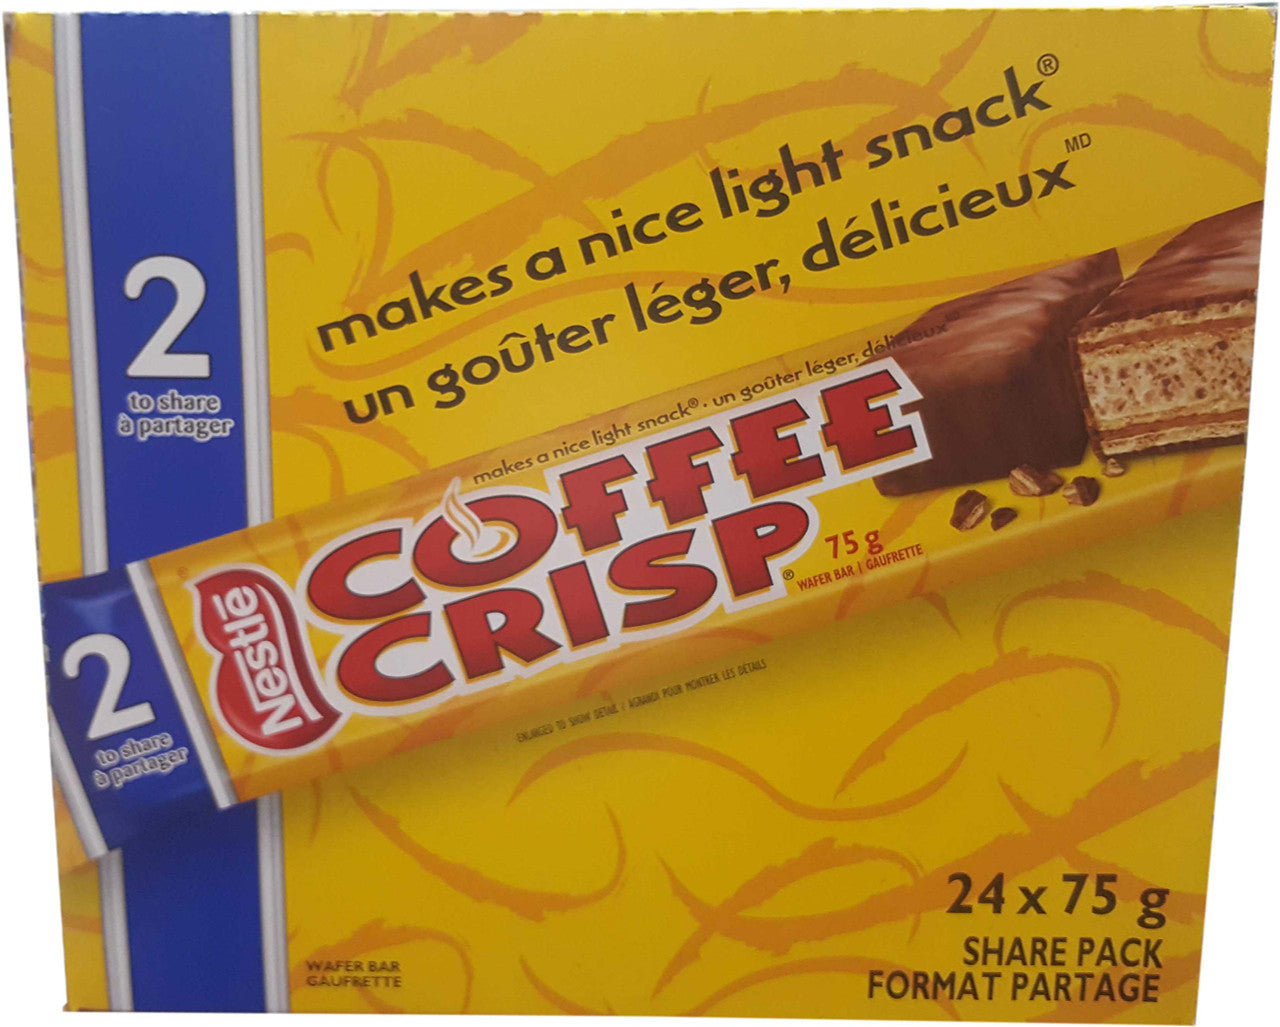 makes a nice light snack®
un goûter léger, délicieux MD
2
to share
à partager
makes a nice light snack® · un goûter léger, délicieux MD
COFFEE
CRISP®
75 g
WAFER BAR | GAUFRETTE
Nestlé
2
to share
à partager
ENLARGED TO SHOW DETAIL / AGRANDI POUR MONTRER LES DÉTAILS
24 x 75 g
SHARE PACK
FORMAT PARTAGE
WAFER BAR
GAUFRETTE